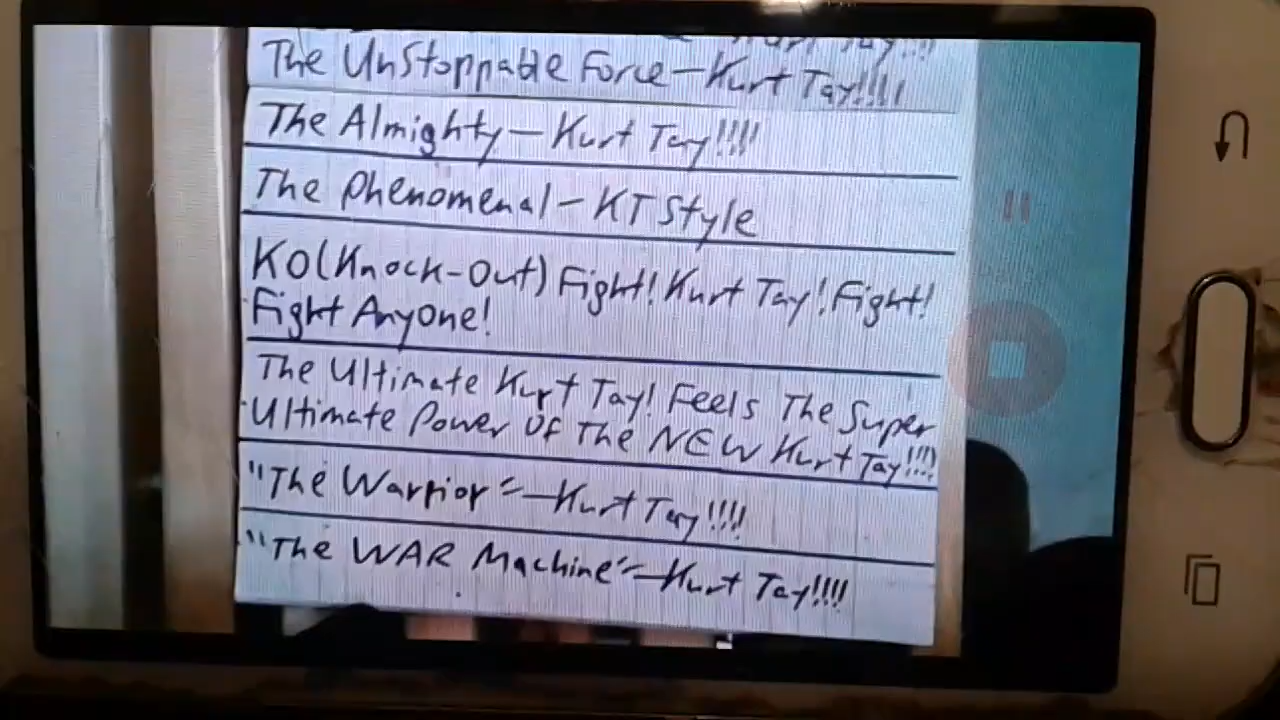 Kurt Tay!!!!
The Unstoppable Force-Kurt Tay!!!!
The Almighty-Kurt Tay!!!!
The Phenomenal-KT Style
KO(Knock-Out) Fight! Kurt Tay! Fight!
Fight Anyone!
The Ultimate Kurt Tay! Feels The Super
Ultimate Power Of The NEW Kurt Tay!!!!
"The Warrior"-Kurt Tay!!!!
"The WAR Machine"-Kurt Tay!!!!